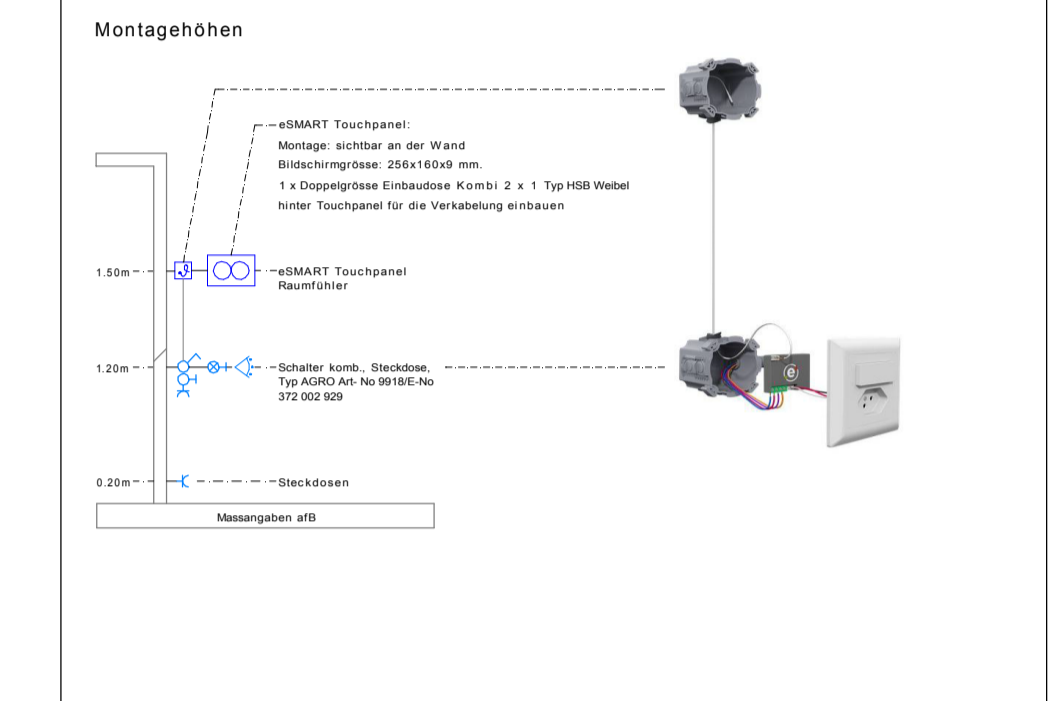 Montagehöhen
eSMART Touchpanel:
Montage: sichtbar an der Wand
Bildschirmgrösse: 256x160x9 mm.
1 x Doppelgrösse Einbaudose Kombi 2 x 1 Typ HSB Weibel
hinter Touchpanel für die Verkabelung einbauen
1.50m
eSMART Touchpanel
Raumfühler
1.20m
Schalter komb., Steckdose,
Typ AGRO Art- No 9918/E-No
372 002 929
e
0.20m
Steckdosen
Massangaben afB